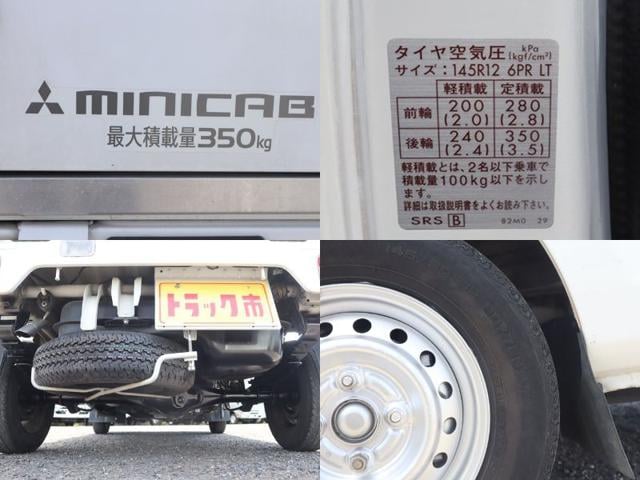 MINICAB
最大積載量350kg
タイヤ空気圧 kPa (kgf/cm²)
サイズ:145R12 6PR LT
軽積載 定積載
前輪 200 (2.0) 280 (2.8)
後輪 240 (2.4) 350 (3.5)
軽積載とは、2名以下乗車で
積載量100kg以下を示し
ます。
詳細は取扱説明書をよくお読み下さい。
SRS B 82M0 29
トラック市